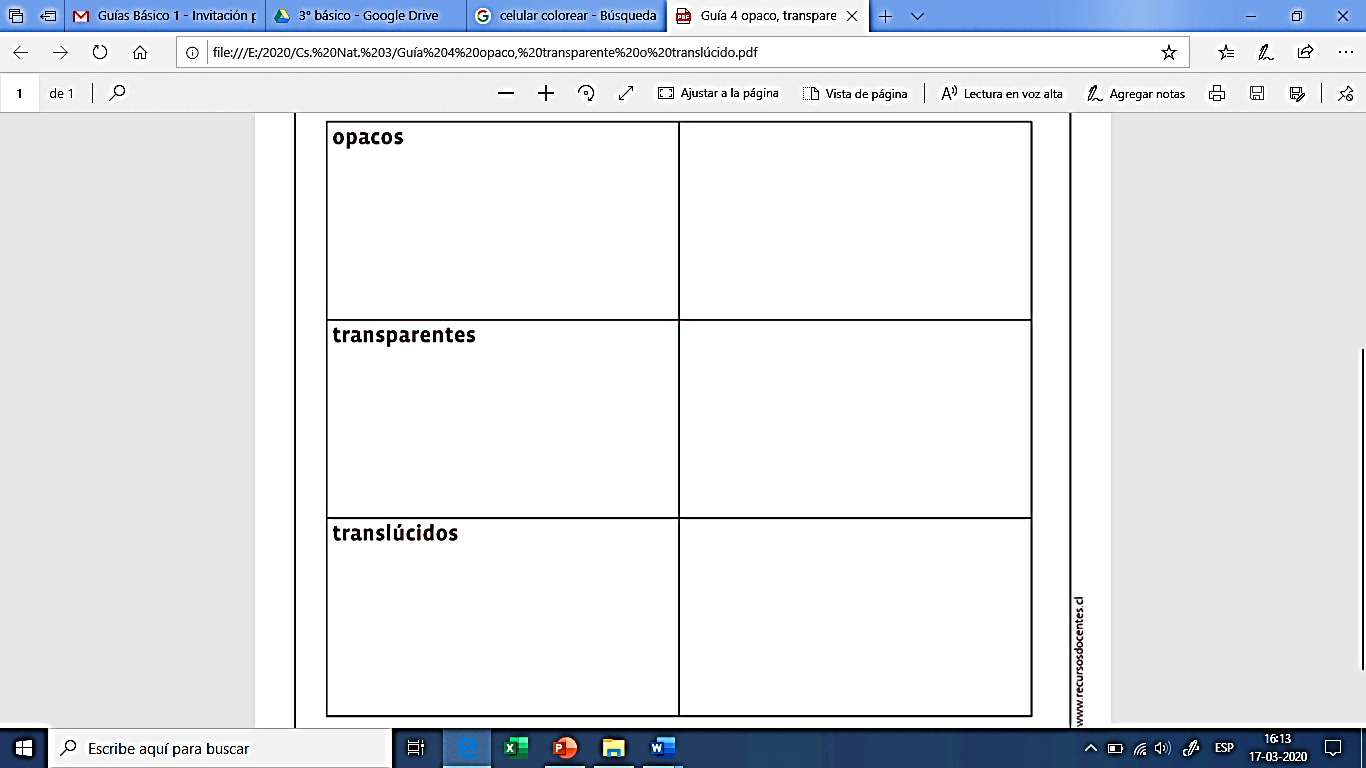 Guías Básico 1 - Invitación p
3° básico - Google Drive
celular colorear - Búsqueda
Guía 4 opaco, transpare
file:///E:/2020/Cs.%20Nat.%203/Guía%204%20opaco,%20transparente%20o%20translúcido.pdf
1 de 1
Ajustar a la página
Vista de página
Lectura en voz alta
Agregar notas
opacos
transparentes
translúcidos
www.recursosdocentes.cl
Escribe aquí para buscar
ESP
16:13
17-03-2020